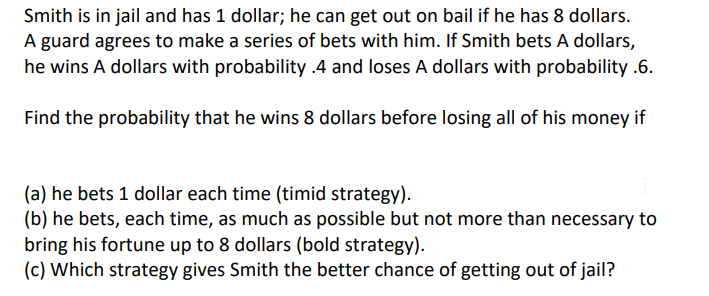 Smith is in jail and has 1 dollar; he can get out on bail if he has 8 dollars.
A guard agrees to make a series of bets with him. If Smith bets A dollars,
he wins A dollars with probability .4 and loses A dollars with probability .6.
Find the probability that he wins 8 dollars before losing all of his money if
(a) he bets 1 dollar each time (timid strategy).
(b) he bets, each time, as much as possible but not more than necessary to
bring his fortune up to 8 dollars (bold strategy).
(c) Which strategy gives Smith the better chance of getting out of jail?